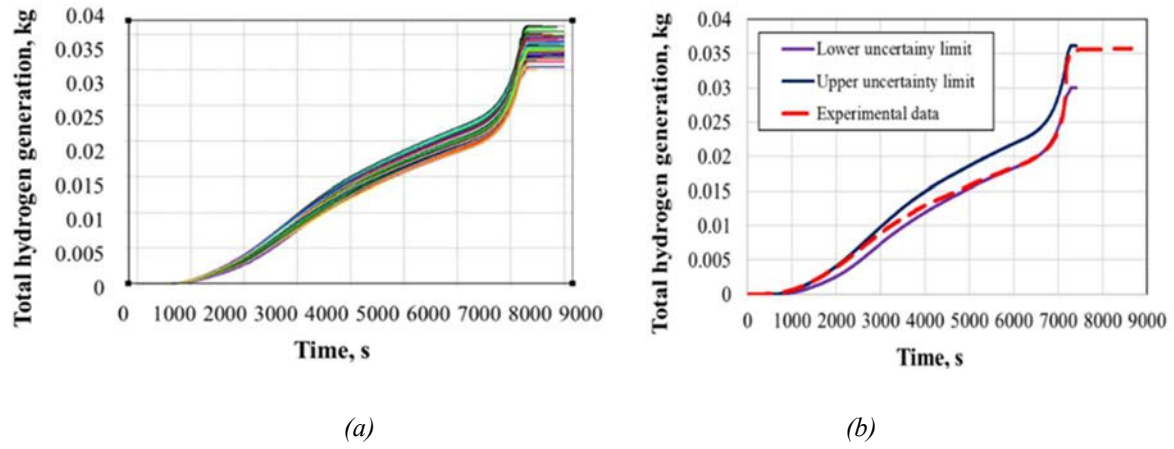 Total hydrogen generation, kg
0.04
0.035
0.03
0.025
0.02
0.015
0.01
0.005
0
0 1000 2000 3000 4000 5000 6000 7000 8000 9000
Time, s
(a)
Total hydrogen generation, kg
0.04
0.035
0.03
0.025
0.02
0.015
0.01
0.005
0
Lower uncertainy limit
Upper uncertainty limit
Experimental data
0 1000 2000 3000 4000 5000 6000 7000 8000 9000
Time, s
(b)